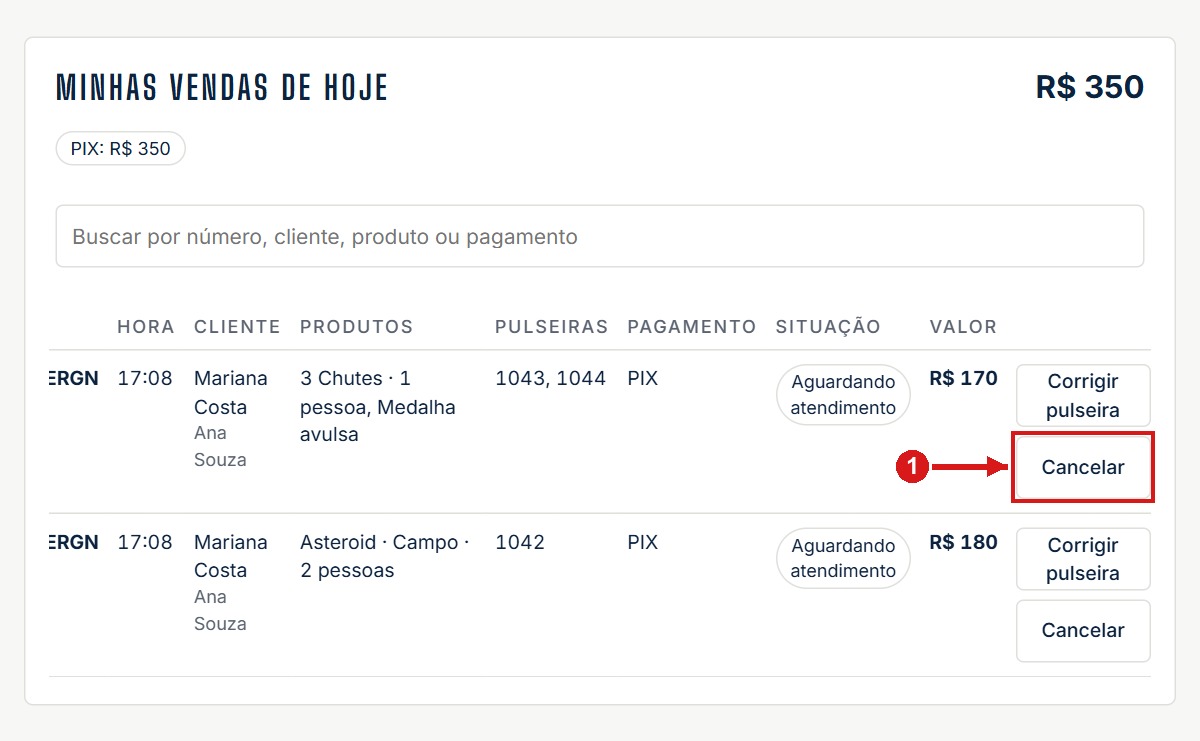 MINHAS VENDAS DE HOJE
R$ 350
PIX: R$ 350
Buscar por número, cliente, produto ou pagamento
HORA CLIENTE PRODUTOS PULSEIRAS PAGAMENTO SITUAÇÃO VALOR
ERGN 17:08 Mariana Costa Ana Souza 3 Chutes · 1 pessoa, Medalha avulsa 1043, 1044 PIX Aguardando atendimento R$ 170 Corrigir pulseira
1 Cancelar
ERGN 17:08 Mariana Costa Ana Souza Asteroid · Campo · 2 pessoas 1042 PIX Aguardando atendimento R$ 180 Corrigir pulseira
Cancelar